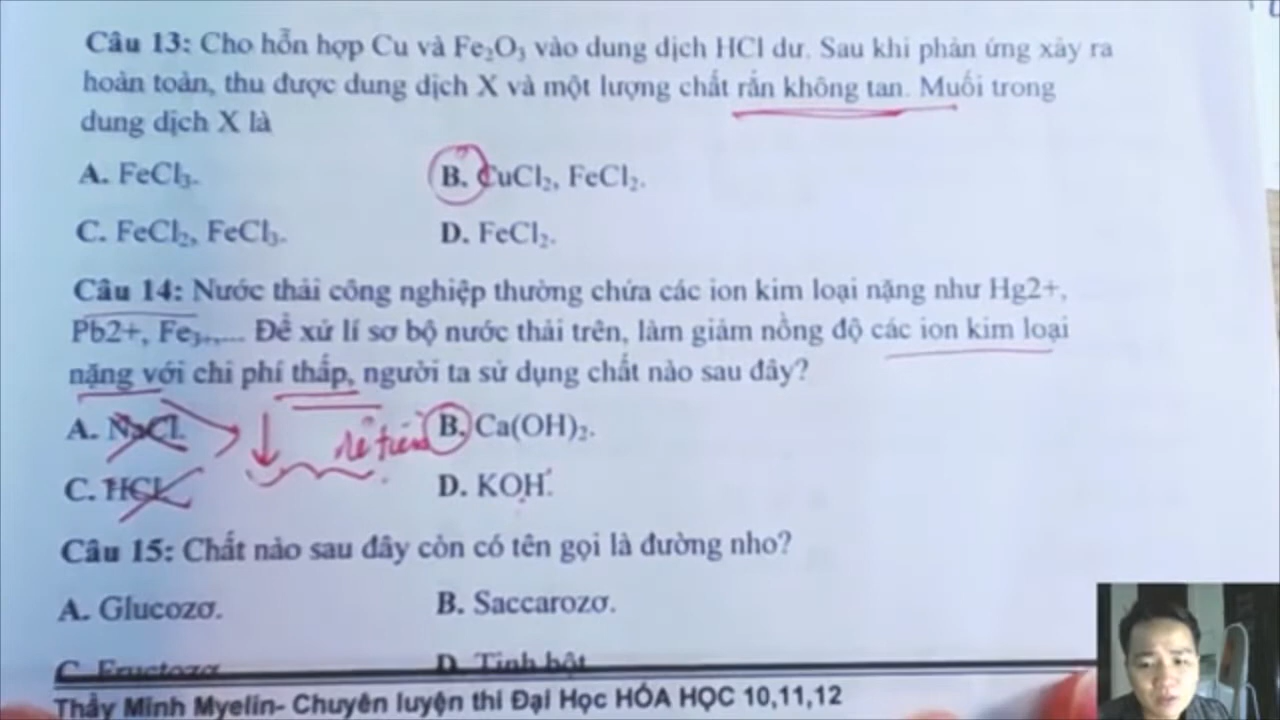 Câu 13: Cho hỗn hợp Cu và Fe₂O₃ vào dung dịch HCl dư. Sau khi phản ứng xảy ra
hoàn toàn, thu được dung dịch X và một lượng chất rắn không tan. Muối trong
dung dịch X là
A. FeCl₃.
B. CuCl₂, FeCl₂.
C. FeCl₂, FeCl₃.
D. FeCl₂.
Câu 14: Nước thải công nghiệp thường chứa các ion kim loại nặng như Hg2+,
Pb2+, Fe₃₊,... Để xử lí sơ bộ nước thải trên, làm giảm nồng độ các ion kim loại
nặng với chi phí thấp, người ta sử dụng chất nào sau đây?
A. NaCl.
rẻ tiền
B. Ca(OH)₂.
C. HCl.
D. KOH.
Câu 15: Chất nào sau đây còn có tên gọi là đường nho?
A. Glucozơ.
B. Saccarozơ.
C. Fructozơ
D. Tinh bột
Thầy Minh Myelin- Chuyên luyện thi Đại Học HÓA HỌC 10,11,12